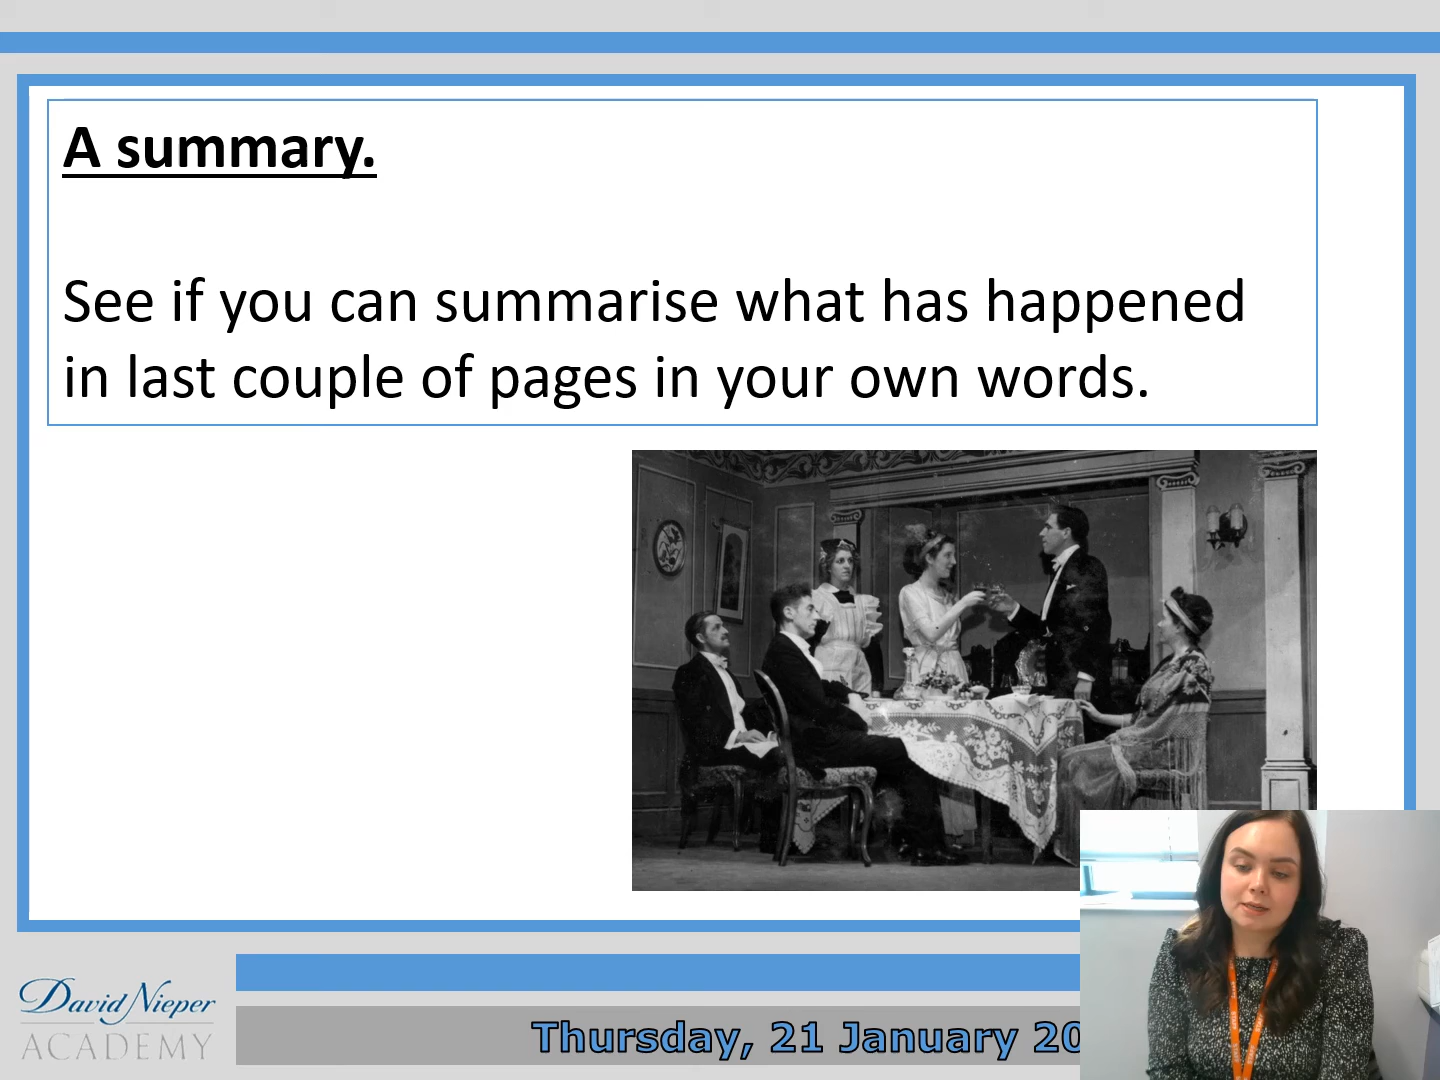 A summary.
See if you can summarise what has happened
in last couple of pages in your own words.
David Nieper
ACADEMY
Thursday, 21 January 20